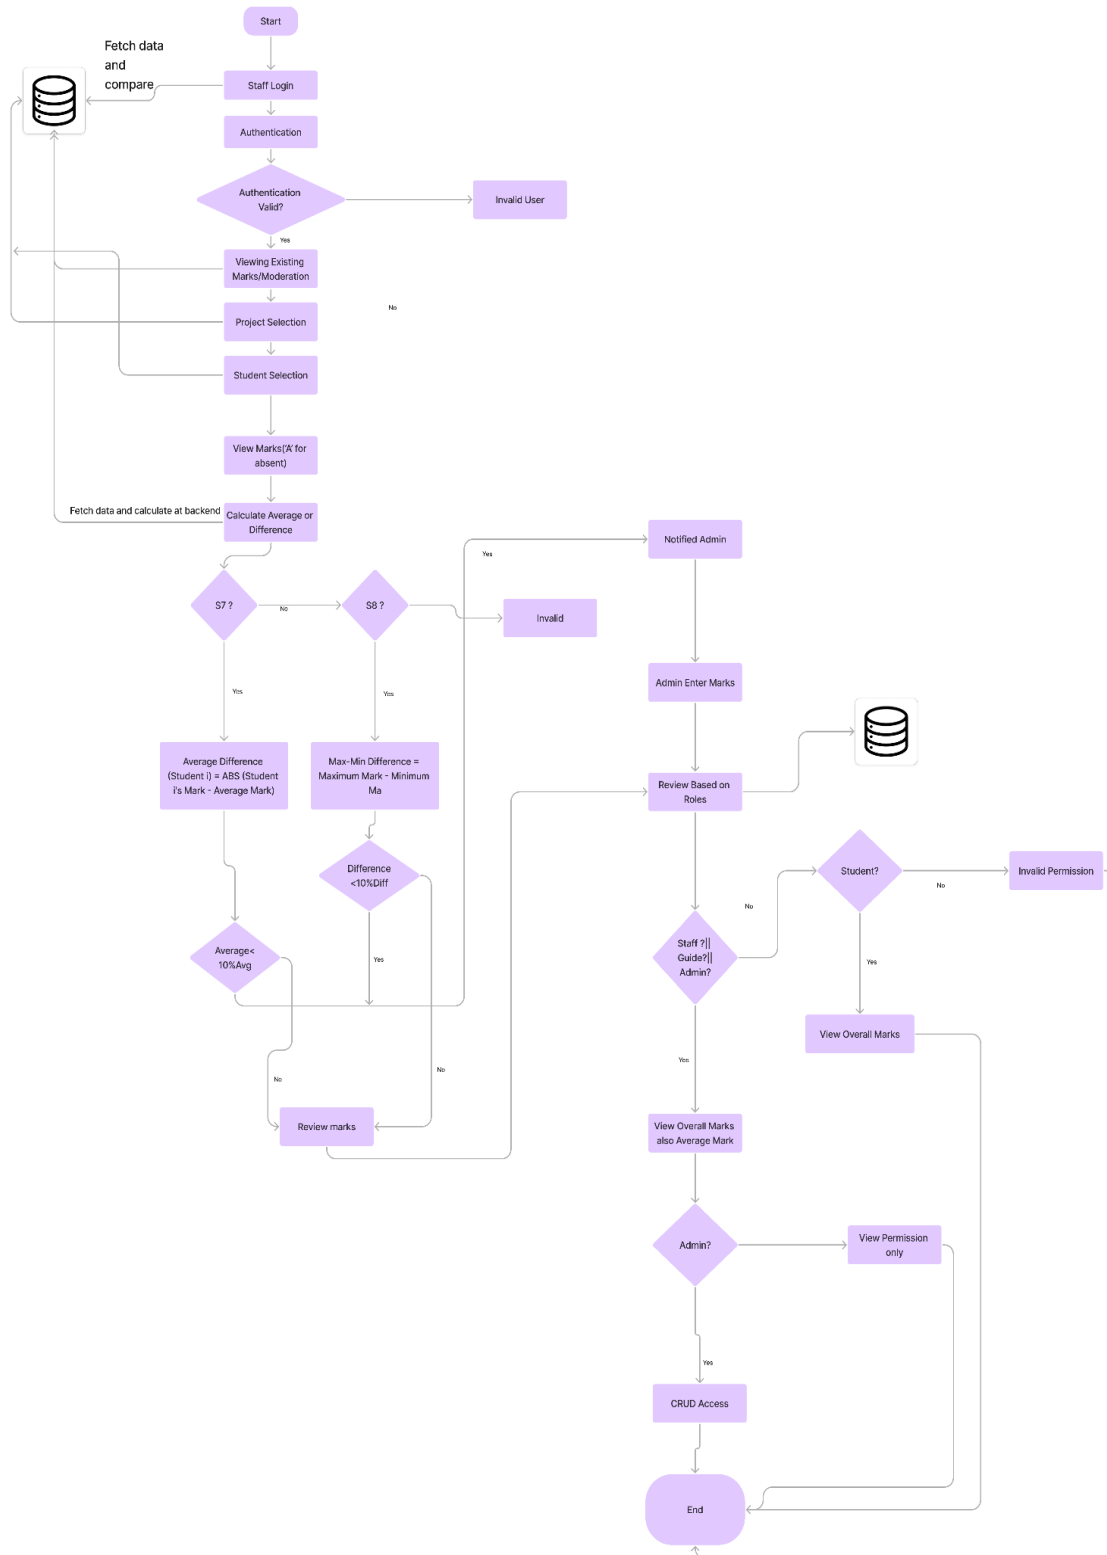 Start
Fetch data
and
compare
Staff Login
Authentication
Authentication
Valid?
Invalid User
Yes
Viewing Existing
Marks/Moderation
No
Project Selection
Student Selection
View Marks('A' for
absent)
Fetch data and calculate at backend
Calculate Average or
Difference
Notified Admin
Yes
S7 ?
No
S8 ?
Invalid
Yes
Yes
Admin Enter Marks
Average Difference
(Student i) = ABS (Student
i's Mark - Average Mark)
Max-Min Difference =
Maximum Mark - Minimum
Ma
Review Based on
Roles
Difference
<10%Diff
Student?
Invalid Permission
No
No
Average<
10%Avg
Yes
Staff ?||
Guide?||
Admin?
Yes
View Overall Marks
Yes
No
No
Review marks
View Overall Marks
also Average Mark
Admin?
View Permission
only
Yes
CRUD Access
End